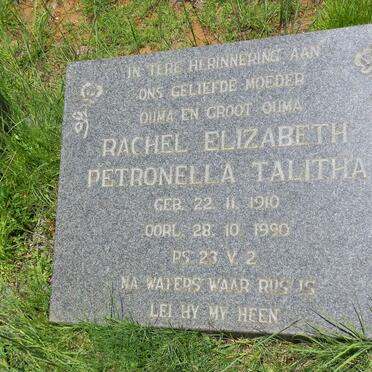 IN TERE HERINNERING AAN
ONS GELIEFDE MOEDER
OUMA EN GROOT OUMA
RACHEL ELIZABETH
PETRONELLA TALITHA
GEB. 22. 11. 1910
OORL. 28. 10. 1990
PS. 23 V. 2
NA WATERS WAAR RUS IS
LEI HY MY HEEN